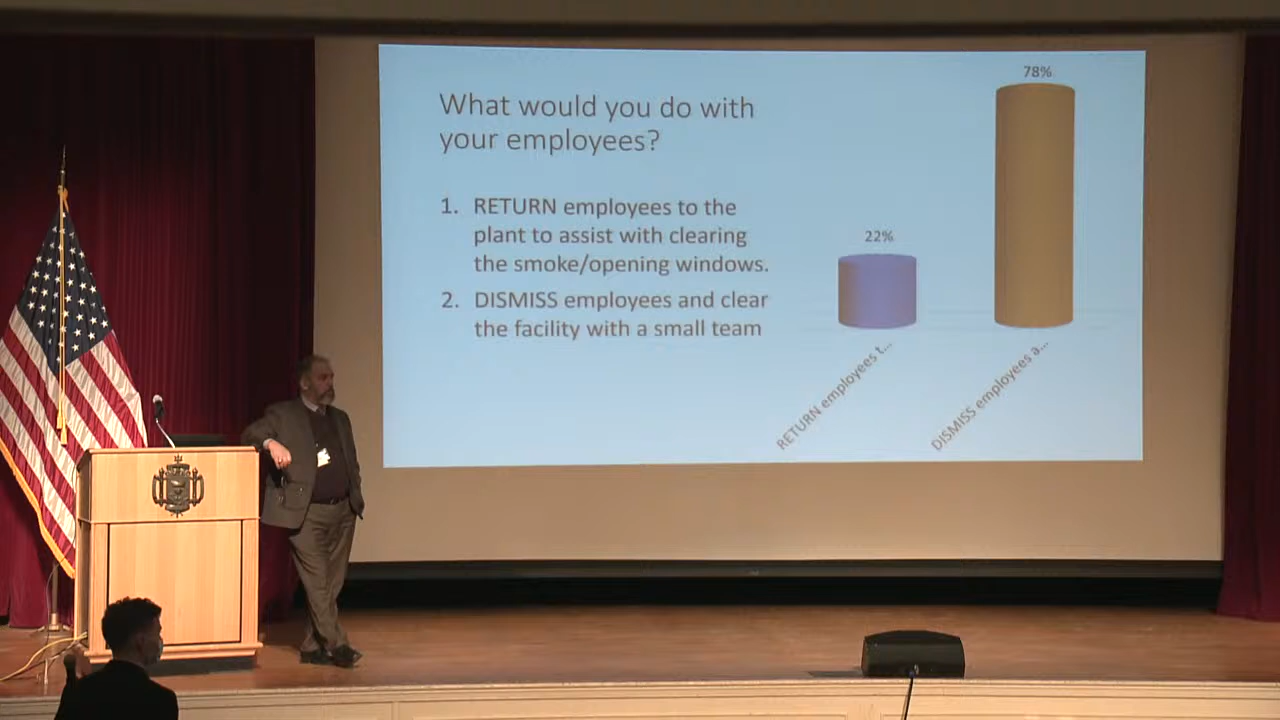 What would you do with
your employees?
1. RETURN employees to the
plant to assist with clearing
the smoke/opening windows.
2. DISMISS employees and clear
the facility with a small team
22%
78%
RETURN employees t...
DISMISS employees a...